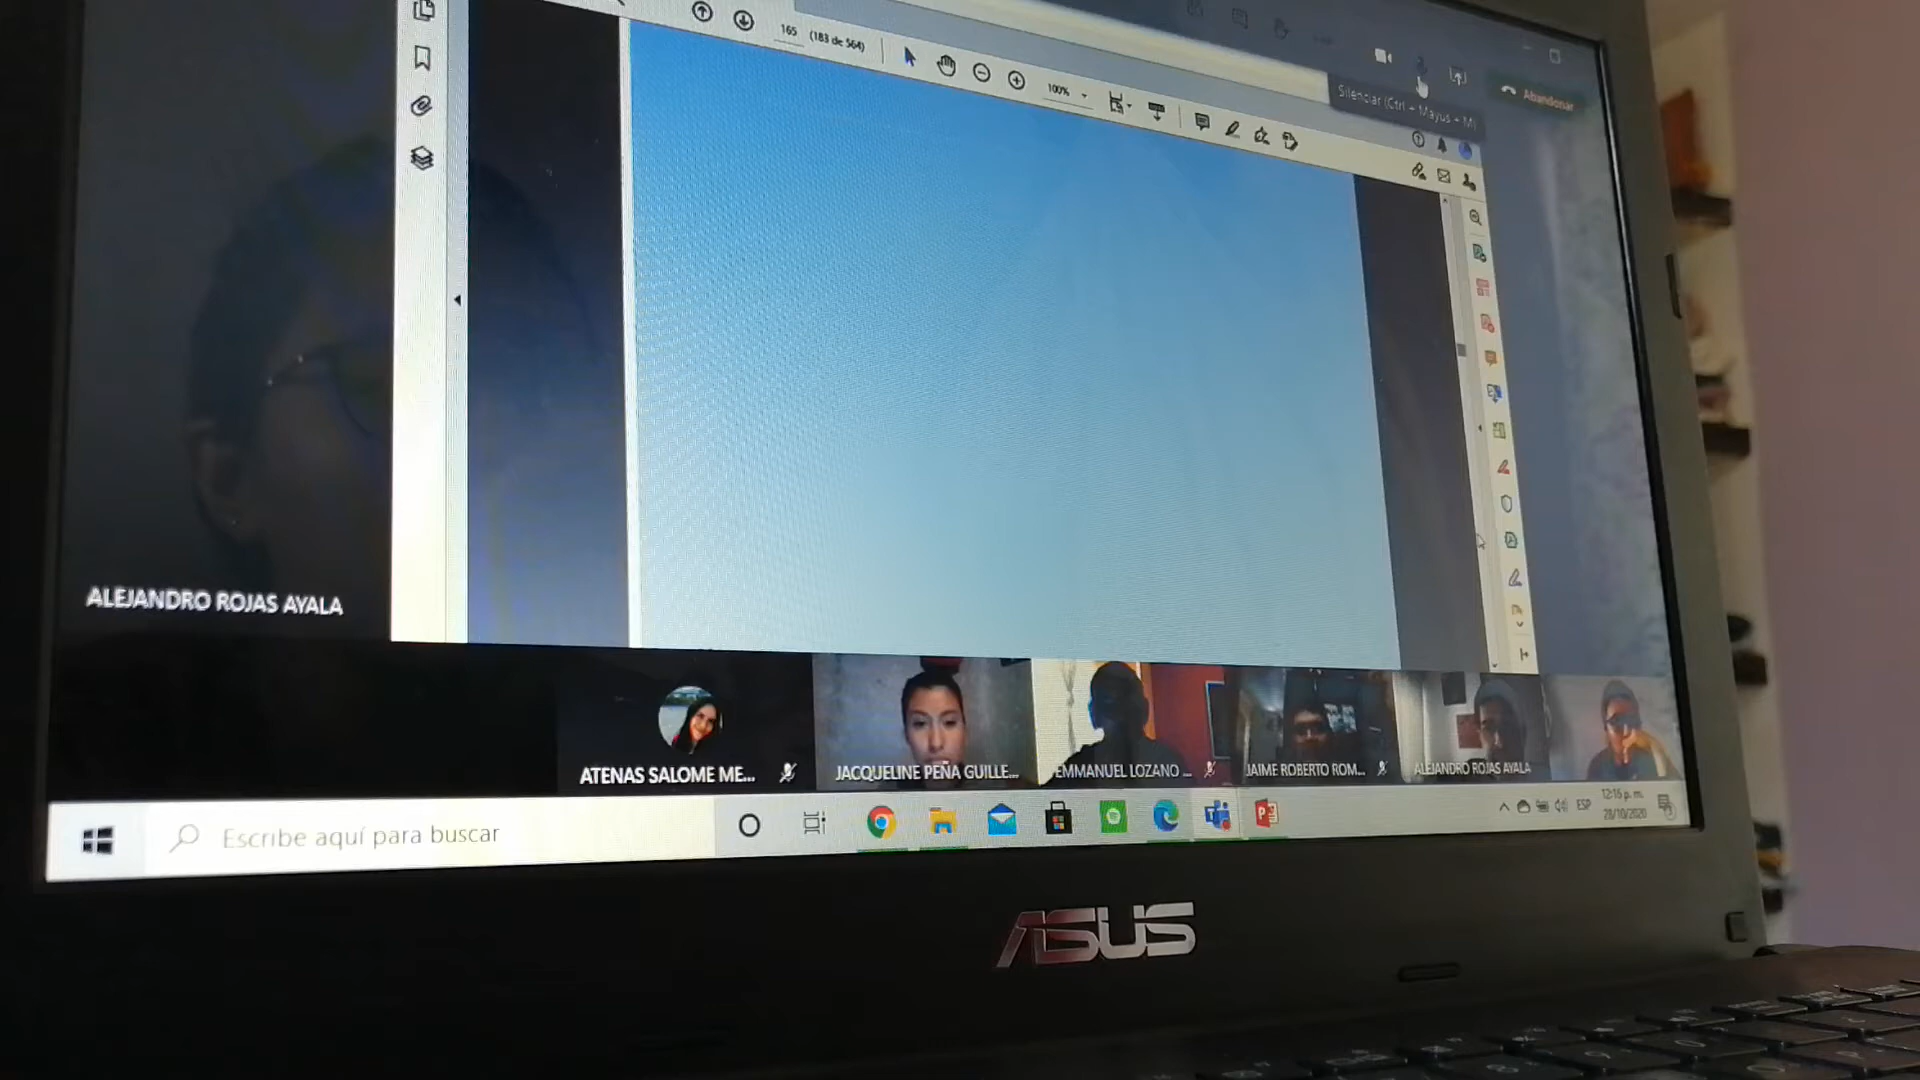 165 (183 de 564)
100%
Silenciar (Ctrl + Mayus + M)
Abandonar
ALEJANDRO ROJAS AYALA
ATENAS SALOME ME...
JACQUELINE PEÑA GUILLE...
EMMANUEL LOZANO ...
JAIME ROBERTO ROM...
ALEJANDRO ROJAS AYALA
Escribe aquí para buscar
ESP
12:16 p. m.
28/10/2020
ASUS